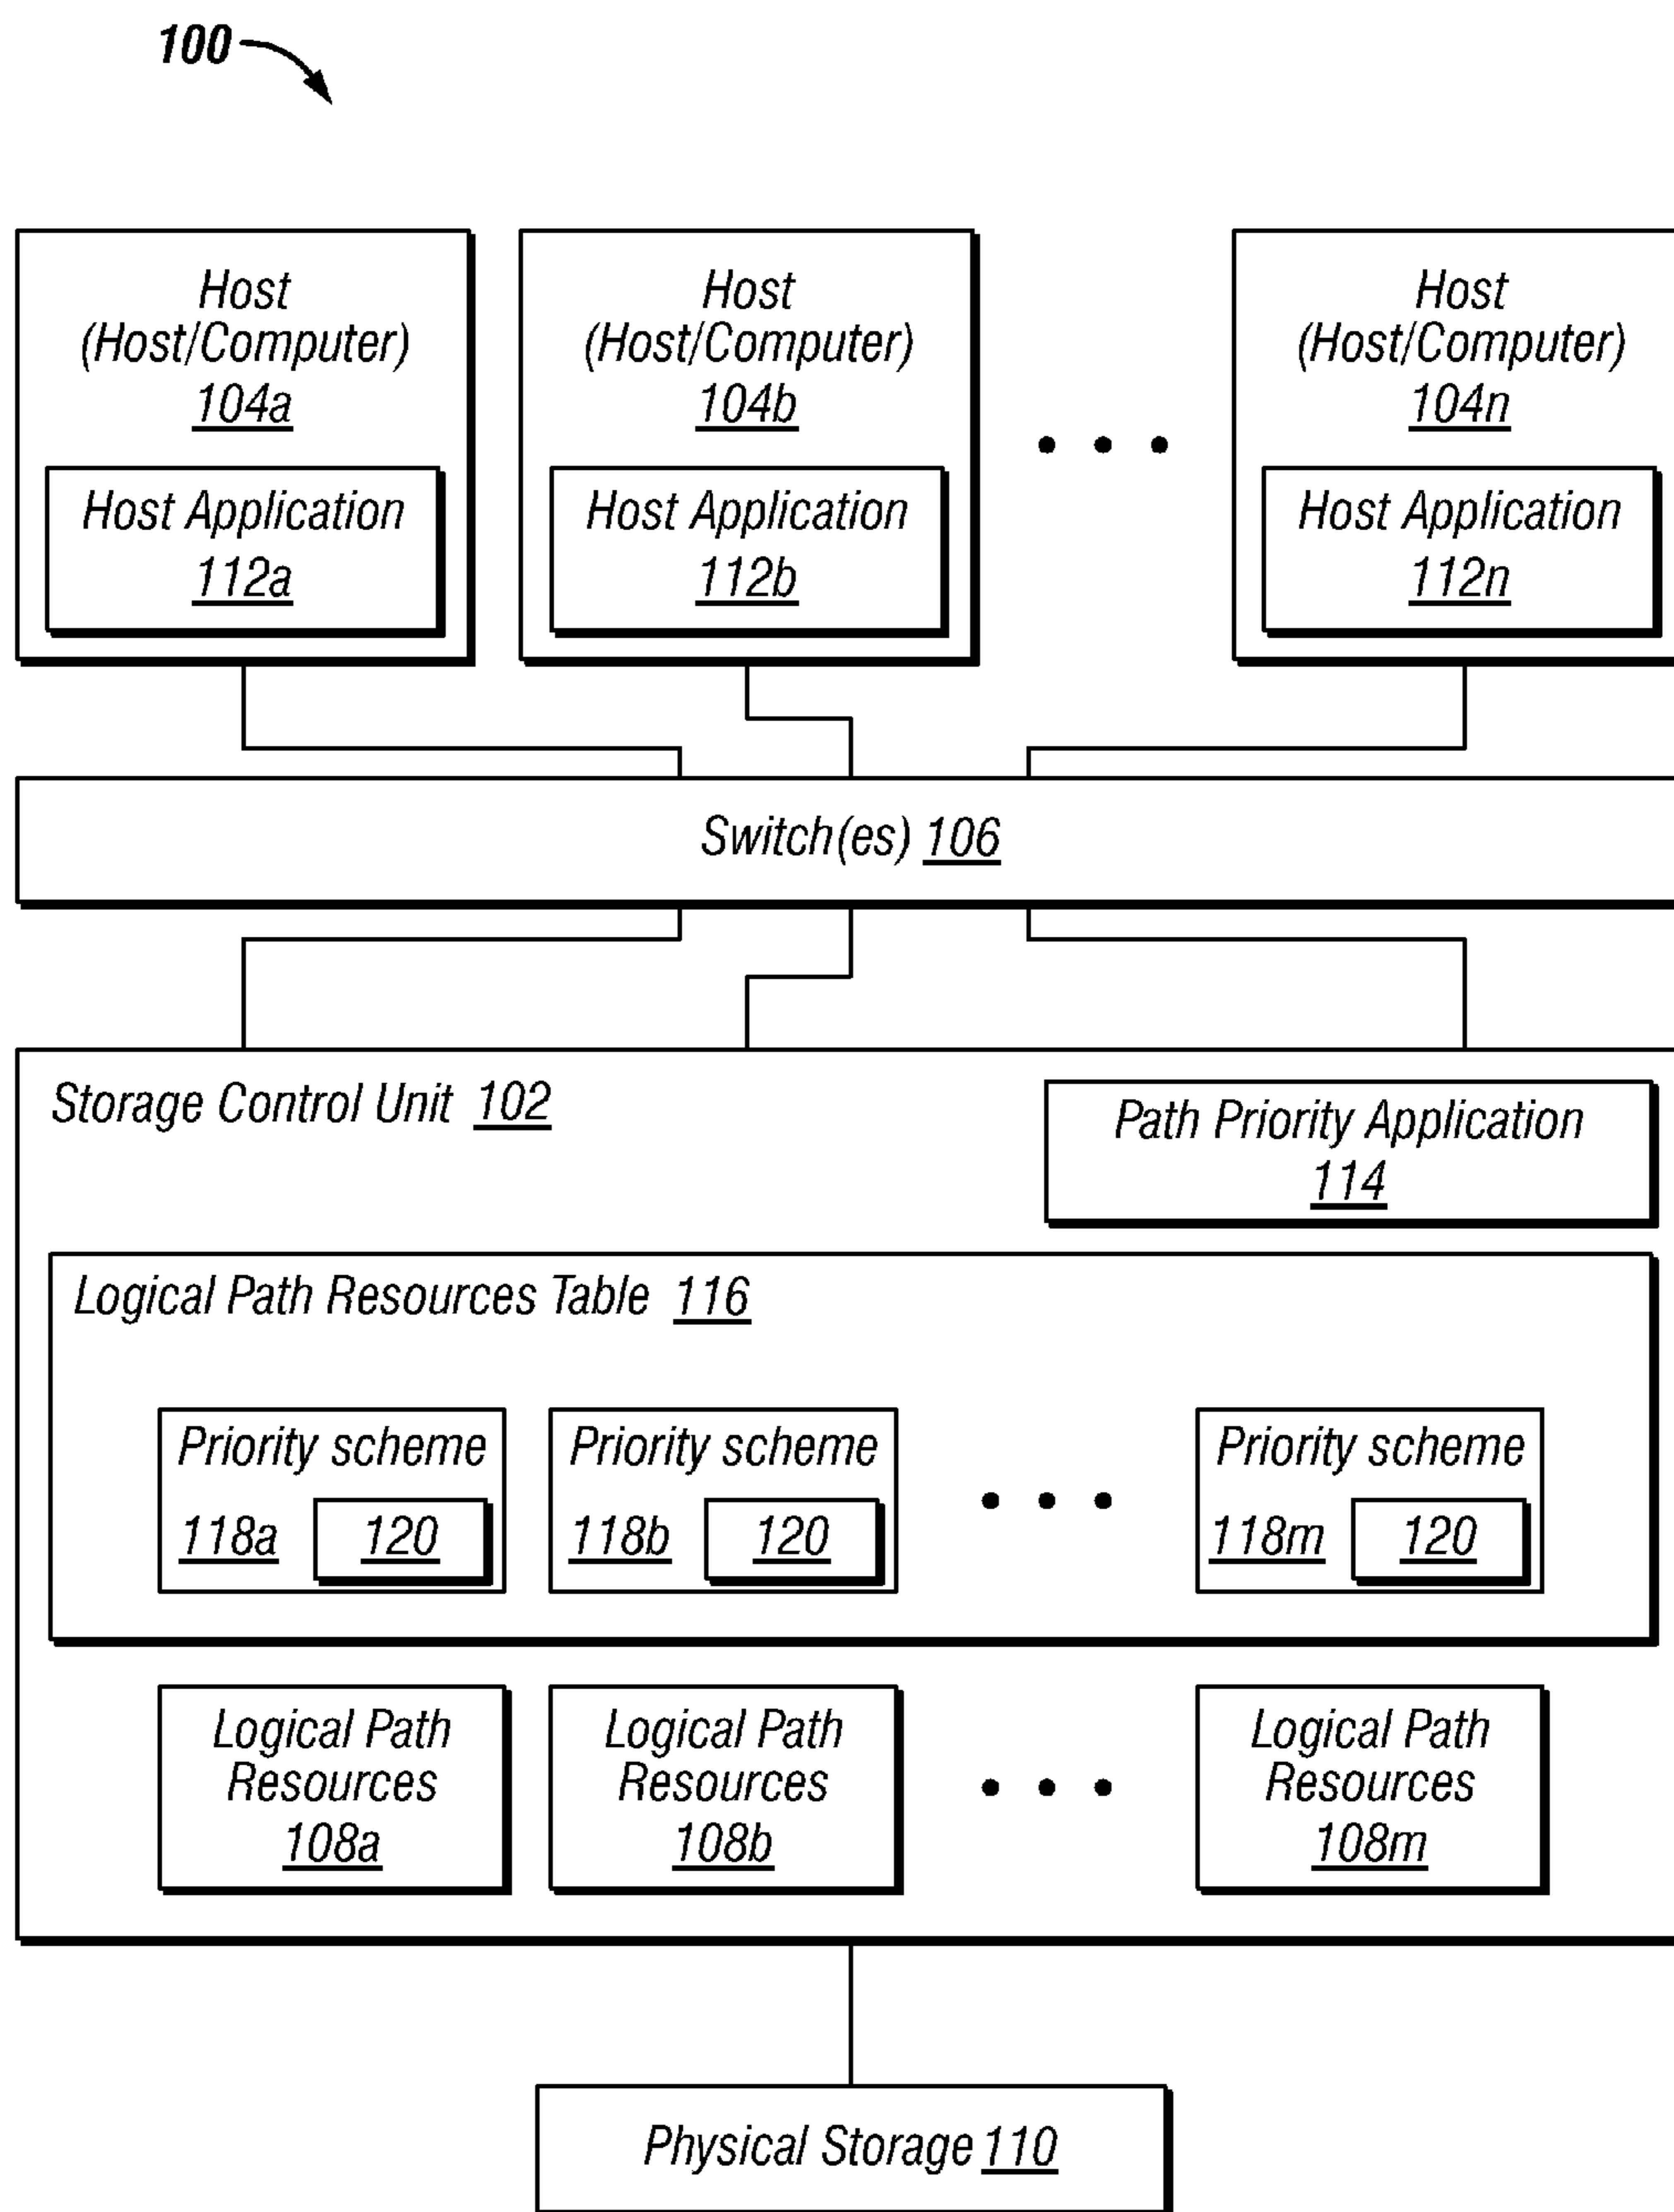 100
Host
(Host/Computer)
104a
Host Application
112a
Host
(Host/Computer)
104b
Host Application
112b
Host
(Host/Computer)
104n
Host Application
112n
Switch(es) 106
Storage Control Unit 102
Path Priority Application
114
Logical Path Resources Table 116
Priority scheme
118a 120
Priority scheme
118b 120
Priority scheme
118m 120
Logical Path
Resources
108a
Logical Path
Resources
108b
Logical Path
Resources
108m
Physical Storage 110